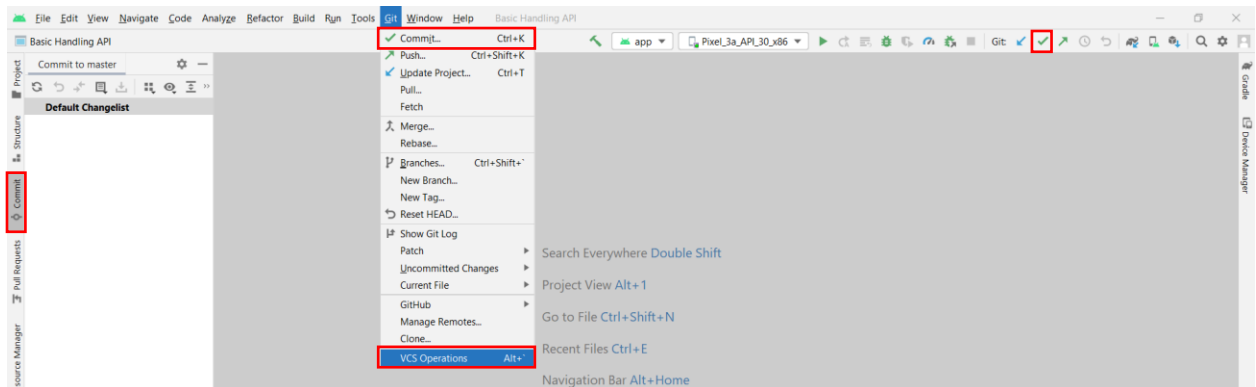 File Edit View Navigate Code Analyze Refactor Build Run Tools Git Window Help Basic Handling API
Basic Handling API
app Pixel_3a_API_30_x86 Git:
Project
Structure
Commit
Pull Requests
source Manager
Commit to master
Default Changelist
Commit... Ctrl+K
Push... Ctrl+Shift+K
Update Project... Ctrl+T
Pull...
Fetch
Merge...
Rebase...
Branches... Ctrl+Shift+`
New Branch...
New Tag...
Reset HEAD...
Show Git Log
Patch
Uncommitted Changes
Current File
GitHub
Manage Remotes...
Clone...
VCS Operations Alt+`
Search Everywhere Double Shift
Project View Alt+1
Go to File Ctrl+Shift+N
Recent Files Ctrl+E
Navigation Bar Alt+Home
Gradle
Device Manager